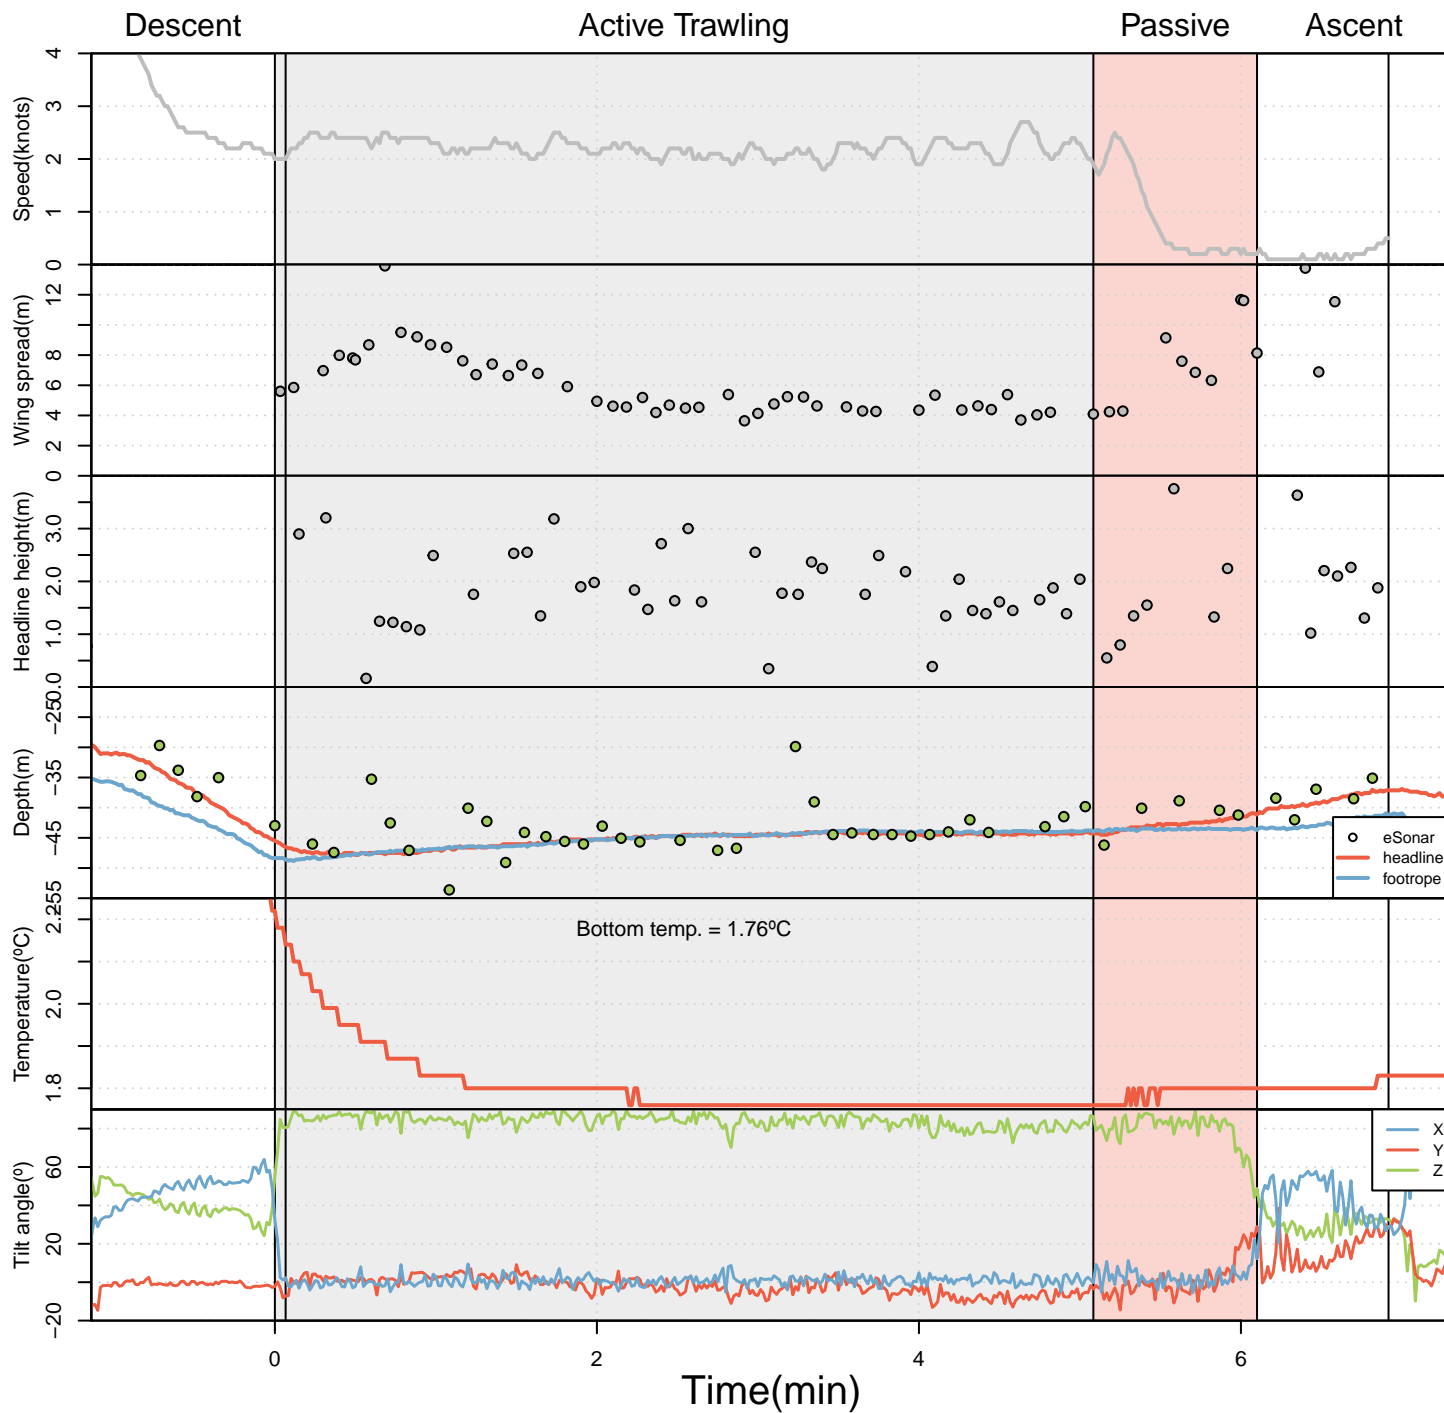 Descent Active Trawling Passive Ascent
Speed(knots)
4
3
2
1
0
Wing spread(m)
12
8
6
4
2
0
Headline height(m)
3.0
2.0
1.0
0.0
Depth(m)
−25
−35
−45
−55
eSonar
headline
footrope
Temperature(ºC)
2.2
2.0
1.8
Bottom temp. = 1.76ºC
Tilt angle(º)
60
20
−20
X
Y
Z
0 2 4 6
Time(min)